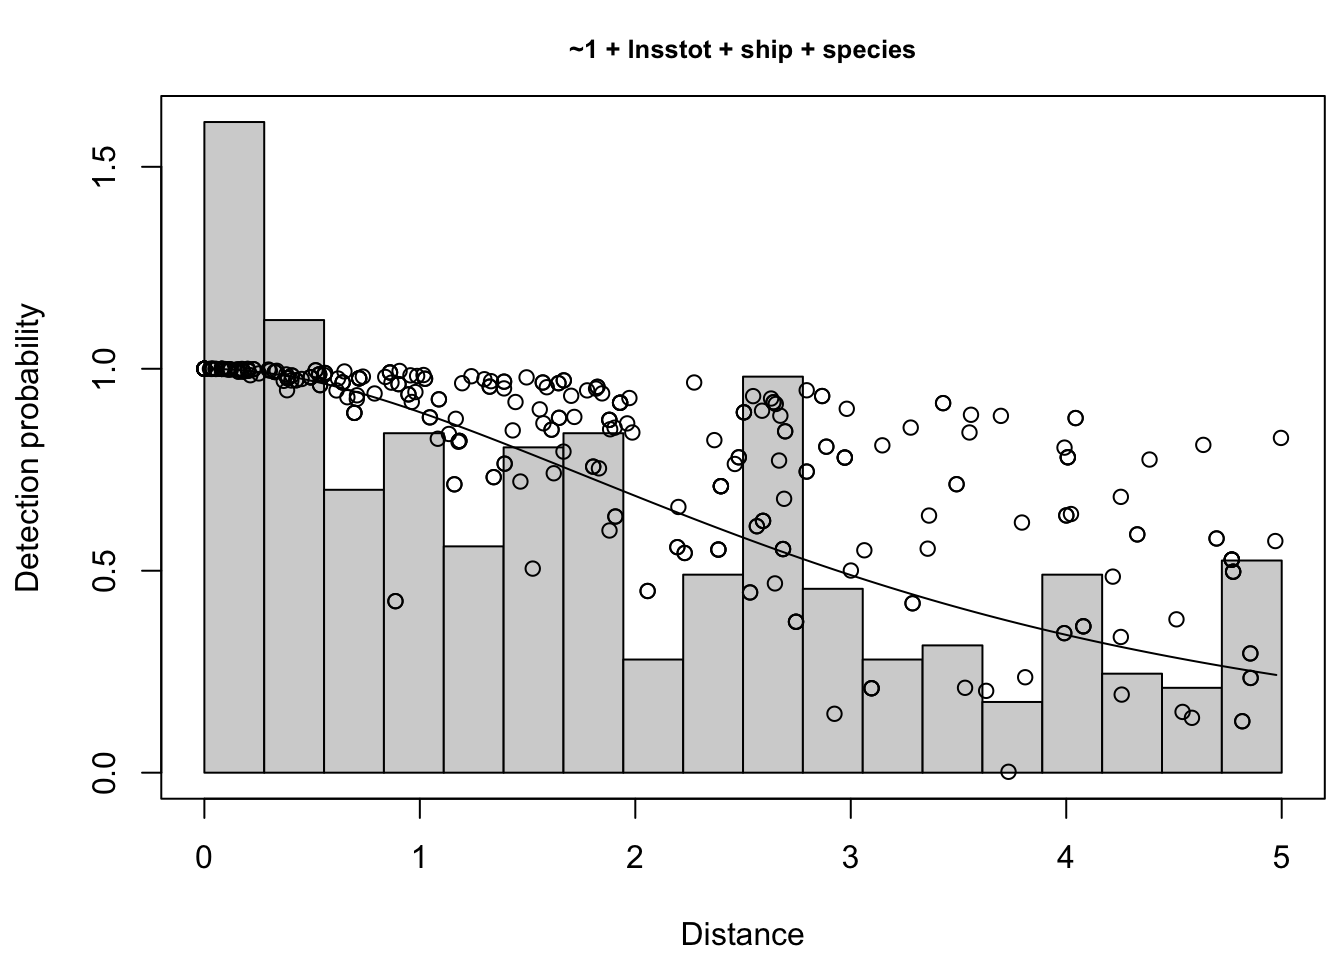 ~1 + lnsstot + ship + species
Detection probability
1.5
1.0
0.5
0.0
0 1 2 3 4 5
Distance